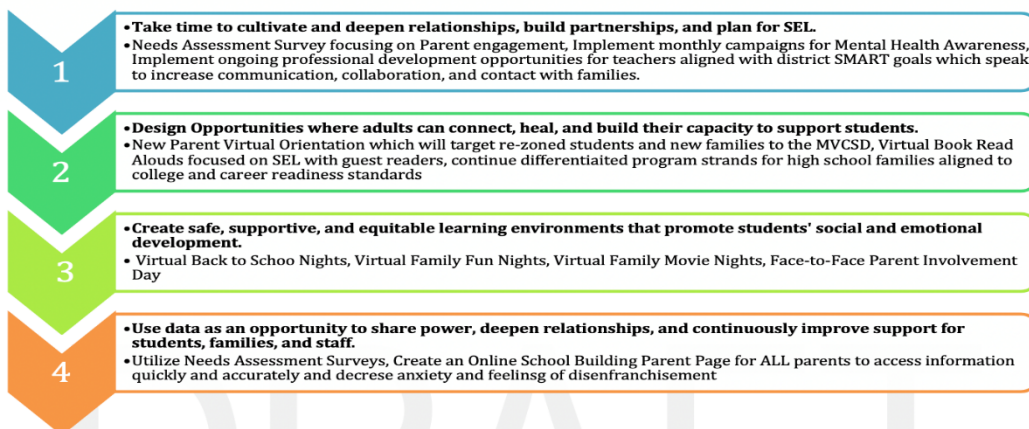 1
•Take time to cultivate and deepen relationships, build partnerships, and plan for SEL.
•Needs Assessment Survey focusing on Parent engagement, Implement monthly campaigns for Mental Health Awareness,
Implement ongoing professional development opportunities for teachers aligned with district SMART goals which speak
to increase communication, collaboration, and contact with families.
2
•Design Opportunities where adults can connect, heal, and build their capacity to support students.
•New Parent Virtual Orientation which will target re-zoned students and new families to the MVCSD, Virtual Book Read
Alouds focused on SEL with guest readers, continue differentiaited program strands for high school families aligned to
college and career readiness standards
3
•Create safe, supportive, and equitable learning environments that promote students' social and emotional
development.
• Virtual Back to Schoo Nights, Virtual Family Fun Nights, Virtual Family Movie Nights, Face-to-Face Parent Involvement
Day
4
•Use data as an opportunity to share power, deepen relationships, and continuously improve support for
students, families, and staff.
•Utilize Needs Assessment Surveys, Create an Online School Building Parent Page for ALL parents to access information
quickly and accurately and decrese anxiety and feelinsg of disenfranchisement